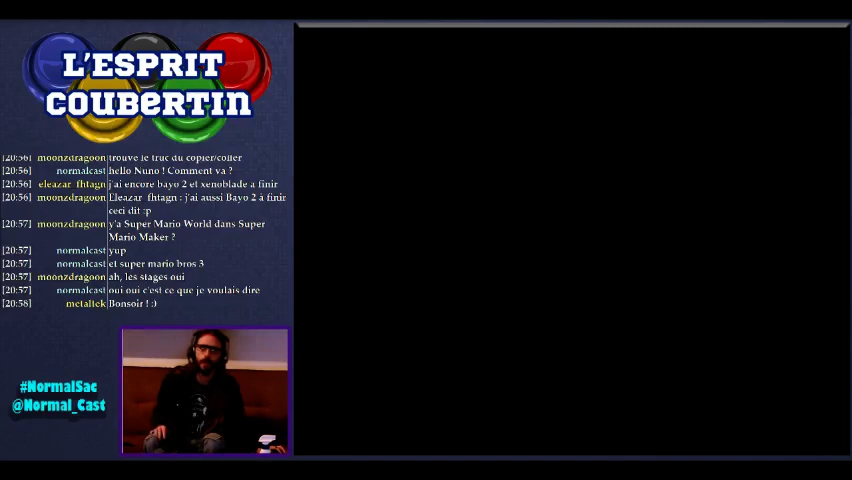 L'ESPRIT
COUBERTIN
[20:56] moonzdragoon trouve le truc du copier/coller
[20:56] normalcast hello Nuno ! Comment va ?
[20:56] eleazar_fhtagn j'ai encore bayo 2 et xenoblade a finir
[20:56] moonzdragoon Eleazar_fhtagn : j'ai aussi Bayo 2 à finir
ceci dit :p
[20:57] moonzdragoon y'a Super Mario World dans Super
Mario Maker ?
[20:57] normalcast yup
[20:57] normalcast et super mario bros 3
[20:57] moonzdragoon ah, les stages oui
[20:57] normalcast oui oui c'est ce que je voulais dire
[20:58] metaltek Bonsoir ! :)
#NormalSac
@Normal_Cast